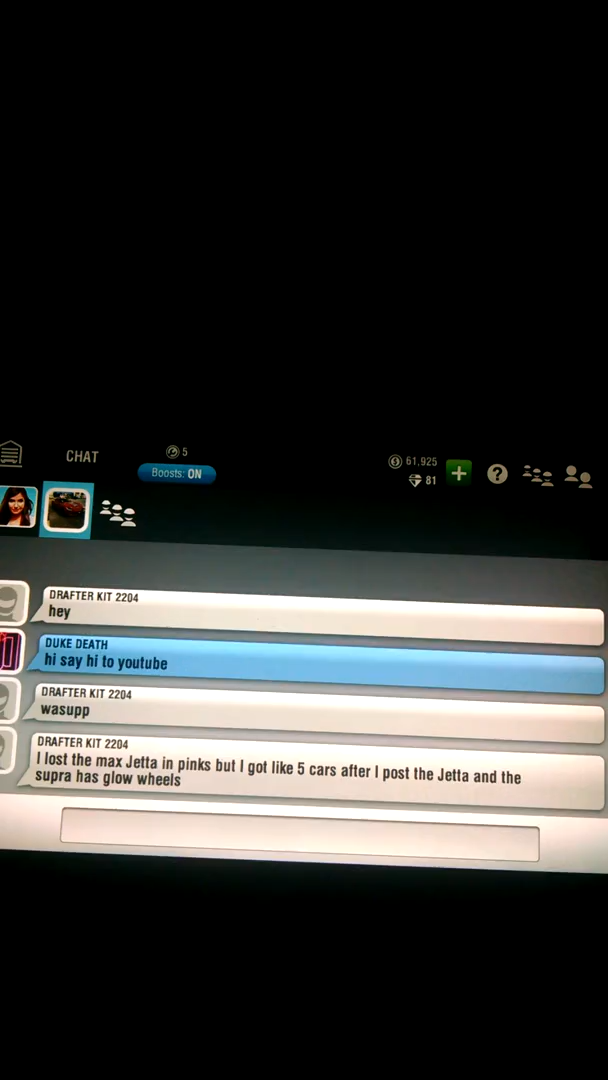 CHAT
5
Boosts: ON
61,925
81
+
?
DRAFTER KIT 2204
hey
DUKE DEATH
hi say hi to youtube
DRAFTER KIT 2204
wasupp
DRAFTER KIT 2204
I lost the max Jetta in pinks but I got like 5 cars after I post the Jetta and the
supra has glow wheels